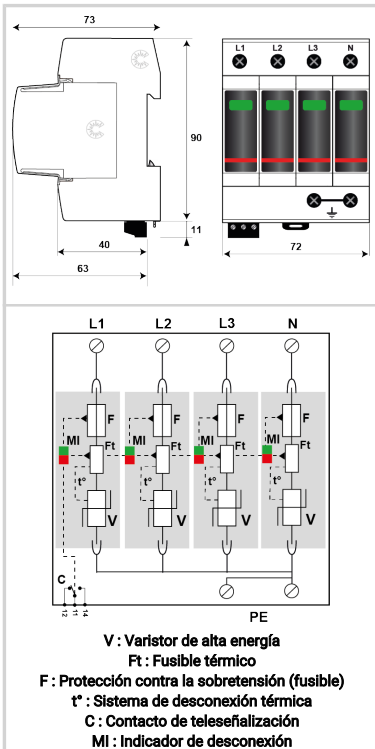 73
L1 L2 L3 N
90
11
40
63
72
L1 L2 L3 N
F F F F
MI Ft MI Ft MI Ft MI Ft
t° t° t° t°
V V V V
C
12 11 14
PE
V : Varistor de alta energía
Ft : Fusible térmico
F : Protección contra la sobretensión (fusible)
t° : Sistema de desconexión térmica
C : Contacto de teleseñalización
MI : Indicador de desconexión